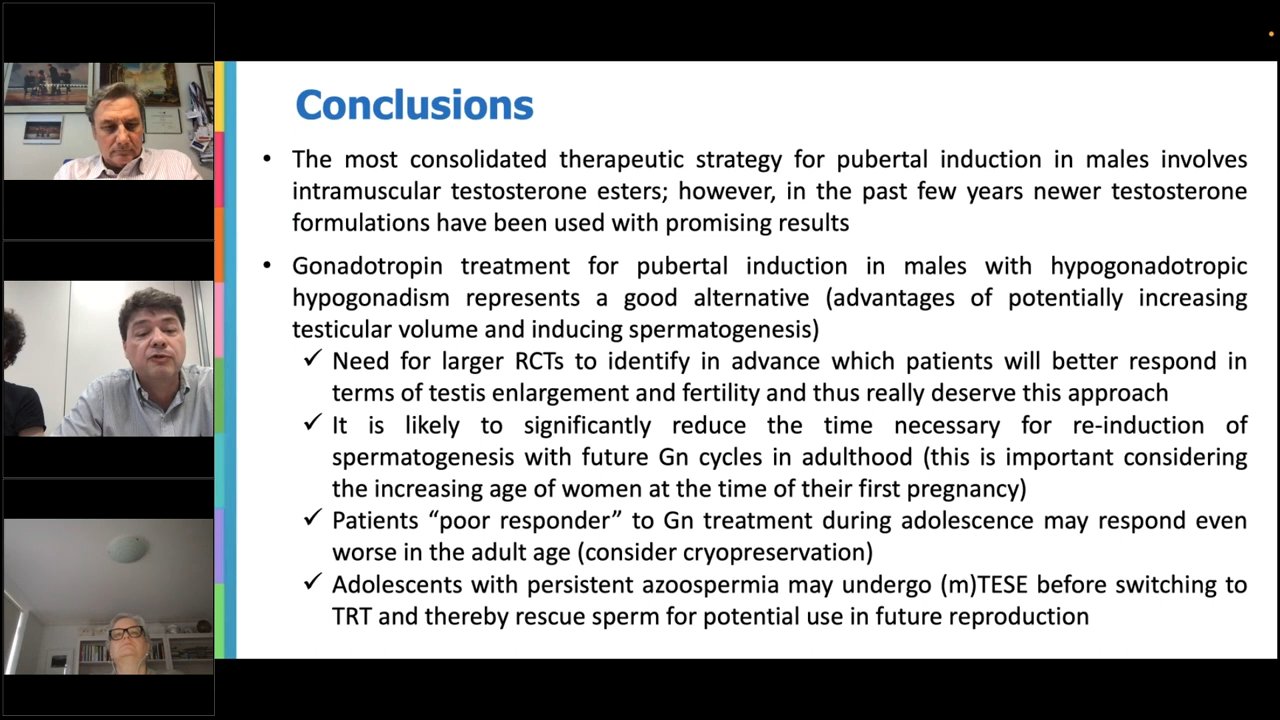 Conclusions
• The most consolidated therapeutic strategy for pubertal induction in males involves
intramuscular testosterone esters; however, in the past few years newer testosterone
formulations have been used with promising results
• Gonadotropin treatment for pubertal induction in males with hypogonadotropic
hypogonadism represents a good alternative (advantages of potentially increasing
testicular volume and inducing spermatogenesis)
✓ Need for larger RCTs to identify in advance which patients will better respond in
terms of testis enlargement and fertility and thus really deserve this approach
✓ It is likely to significantly reduce the time necessary for re-induction of
spermatogenesis with future Gn cycles in adulthood (this is important considering
the increasing age of women at the time of their first pregnancy)
✓ Patients “poor responder” to Gn treatment during adolescence may respond even
worse in the adult age (consider cryopreservation)
✓ Adolescents with persistent azoospermia may undergo (m)TESE before switching to
TRT and thereby rescue sperm for potential use in future reproduction